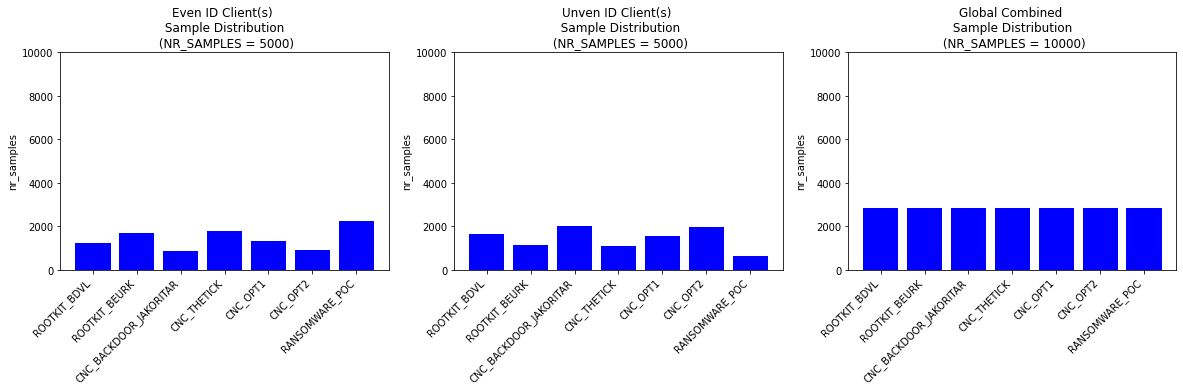 Even ID Client(s)
Sample Distribution
(NR_SAMPLES = 5000)
10000
8000
6000
4000
2000
0
nr_samples
ROOTKIT_BDVL
ROOTKIT_BEURK
CNC_BACKDOOR_JAKORITAR
CNC_THETICK
CNC_OPT1
CNC_OPT2
RANSOMWARE_POC
Unven ID Client(s)
Sample Distribution
(NR_SAMPLES = 5000)
10000
8000
6000
4000
2000
0
nr_samples
ROOTKIT_BDVL
ROOTKIT_BEURK
CNC_BACKDOOR_JAKORITAR
CNC_THETICK
CNC_OPT1
CNC_OPT2
RANSOMWARE_POC
Global Combined
Sample Distribution
(NR_SAMPLES = 10000)
10000
8000
6000
4000
2000
0
nr_samples
ROOTKIT_BDVL
ROOTKIT_BEURK
CNC_BACKDOOR_JAKORITAR
CNC_THETICK
CNC_OPT1
CNC_OPT2
RANSOMWARE_POC